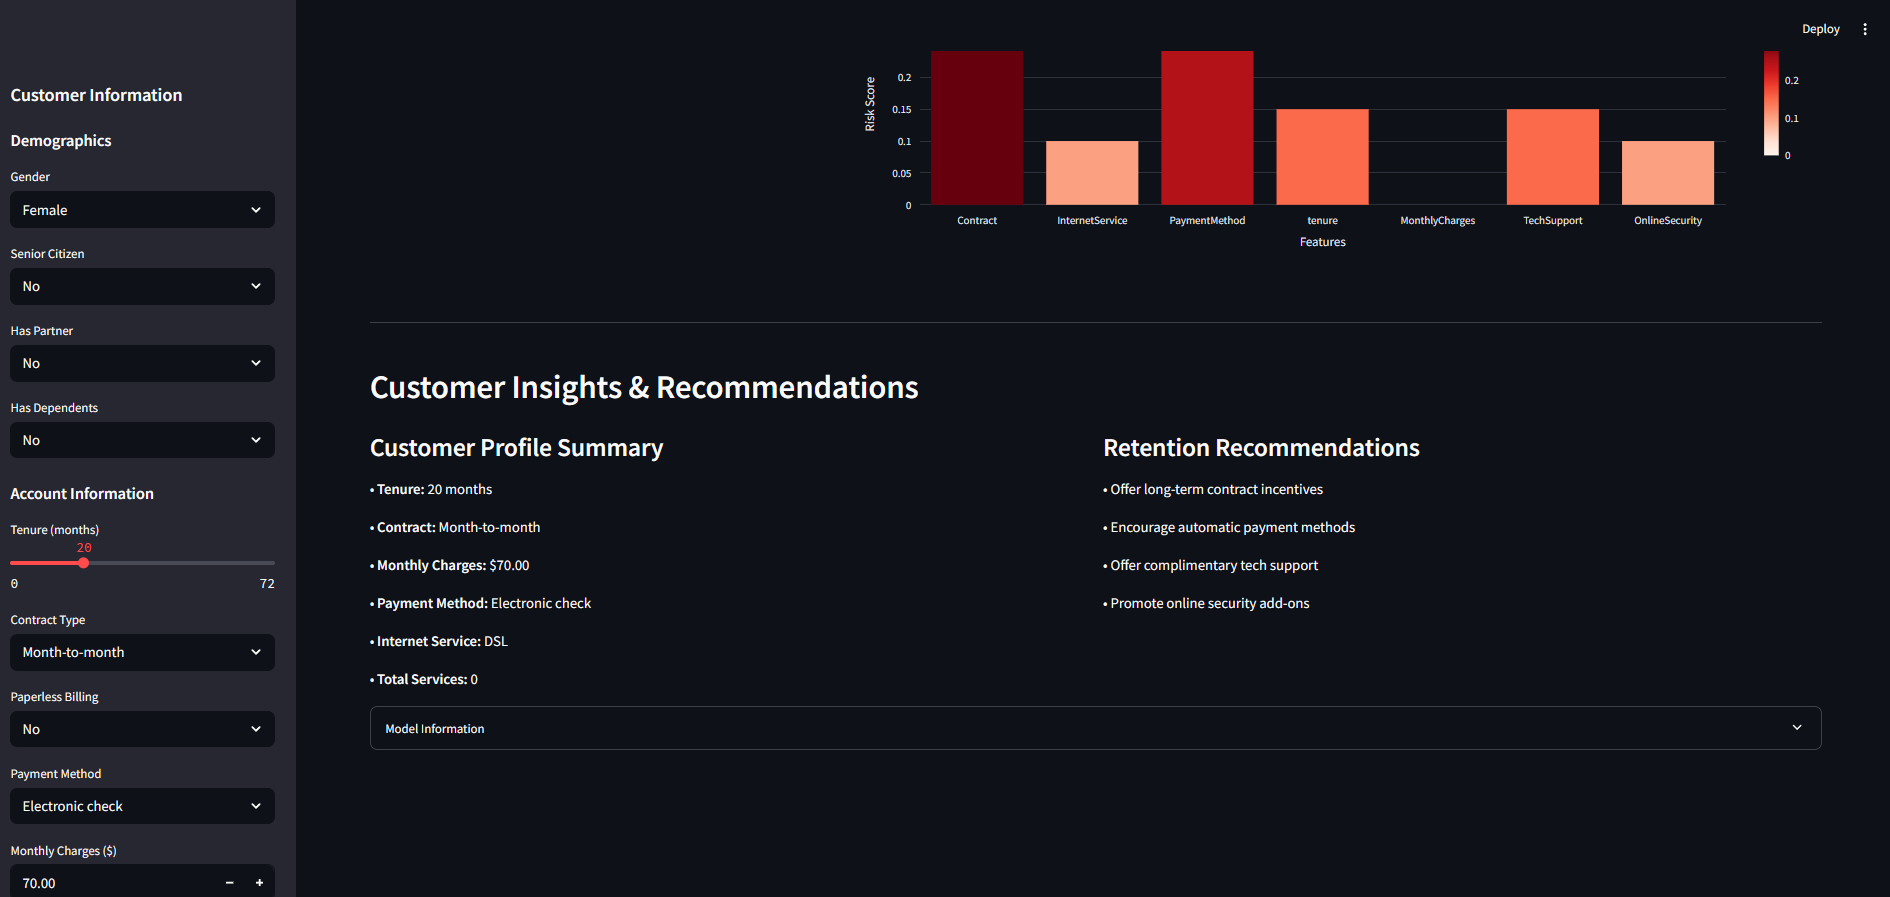 Deploy
Customer Information
Demographics
Gender
Female
Senior Citizen
No
Has Partner
No
Has Dependents
No
Account Information
Tenure (months)
20
0 72
Contract Type
Month-to-month
Paperless Billing
No
Payment Method
Electronic check
Monthly Charges ($)
70.00
Risk Score
0.2
0.15
0.1
0.05
0
Contract InternetService PaymentMethod tenure MonthlyCharges TechSupport OnlineSecurity
Features
0.2
0.1
0
Customer Insights & Recommendations
Customer Profile Summary
• Tenure: 20 months
• Contract: Month-to-month
• Monthly Charges: $70.00
• Payment Method: Electronic check
• Internet Service: DSL
• Total Services: 0
Retention Recommendations
• Offer long-term contract incentives
• Encourage automatic payment methods
• Offer complimentary tech support
• Promote online security add-ons
Model Information